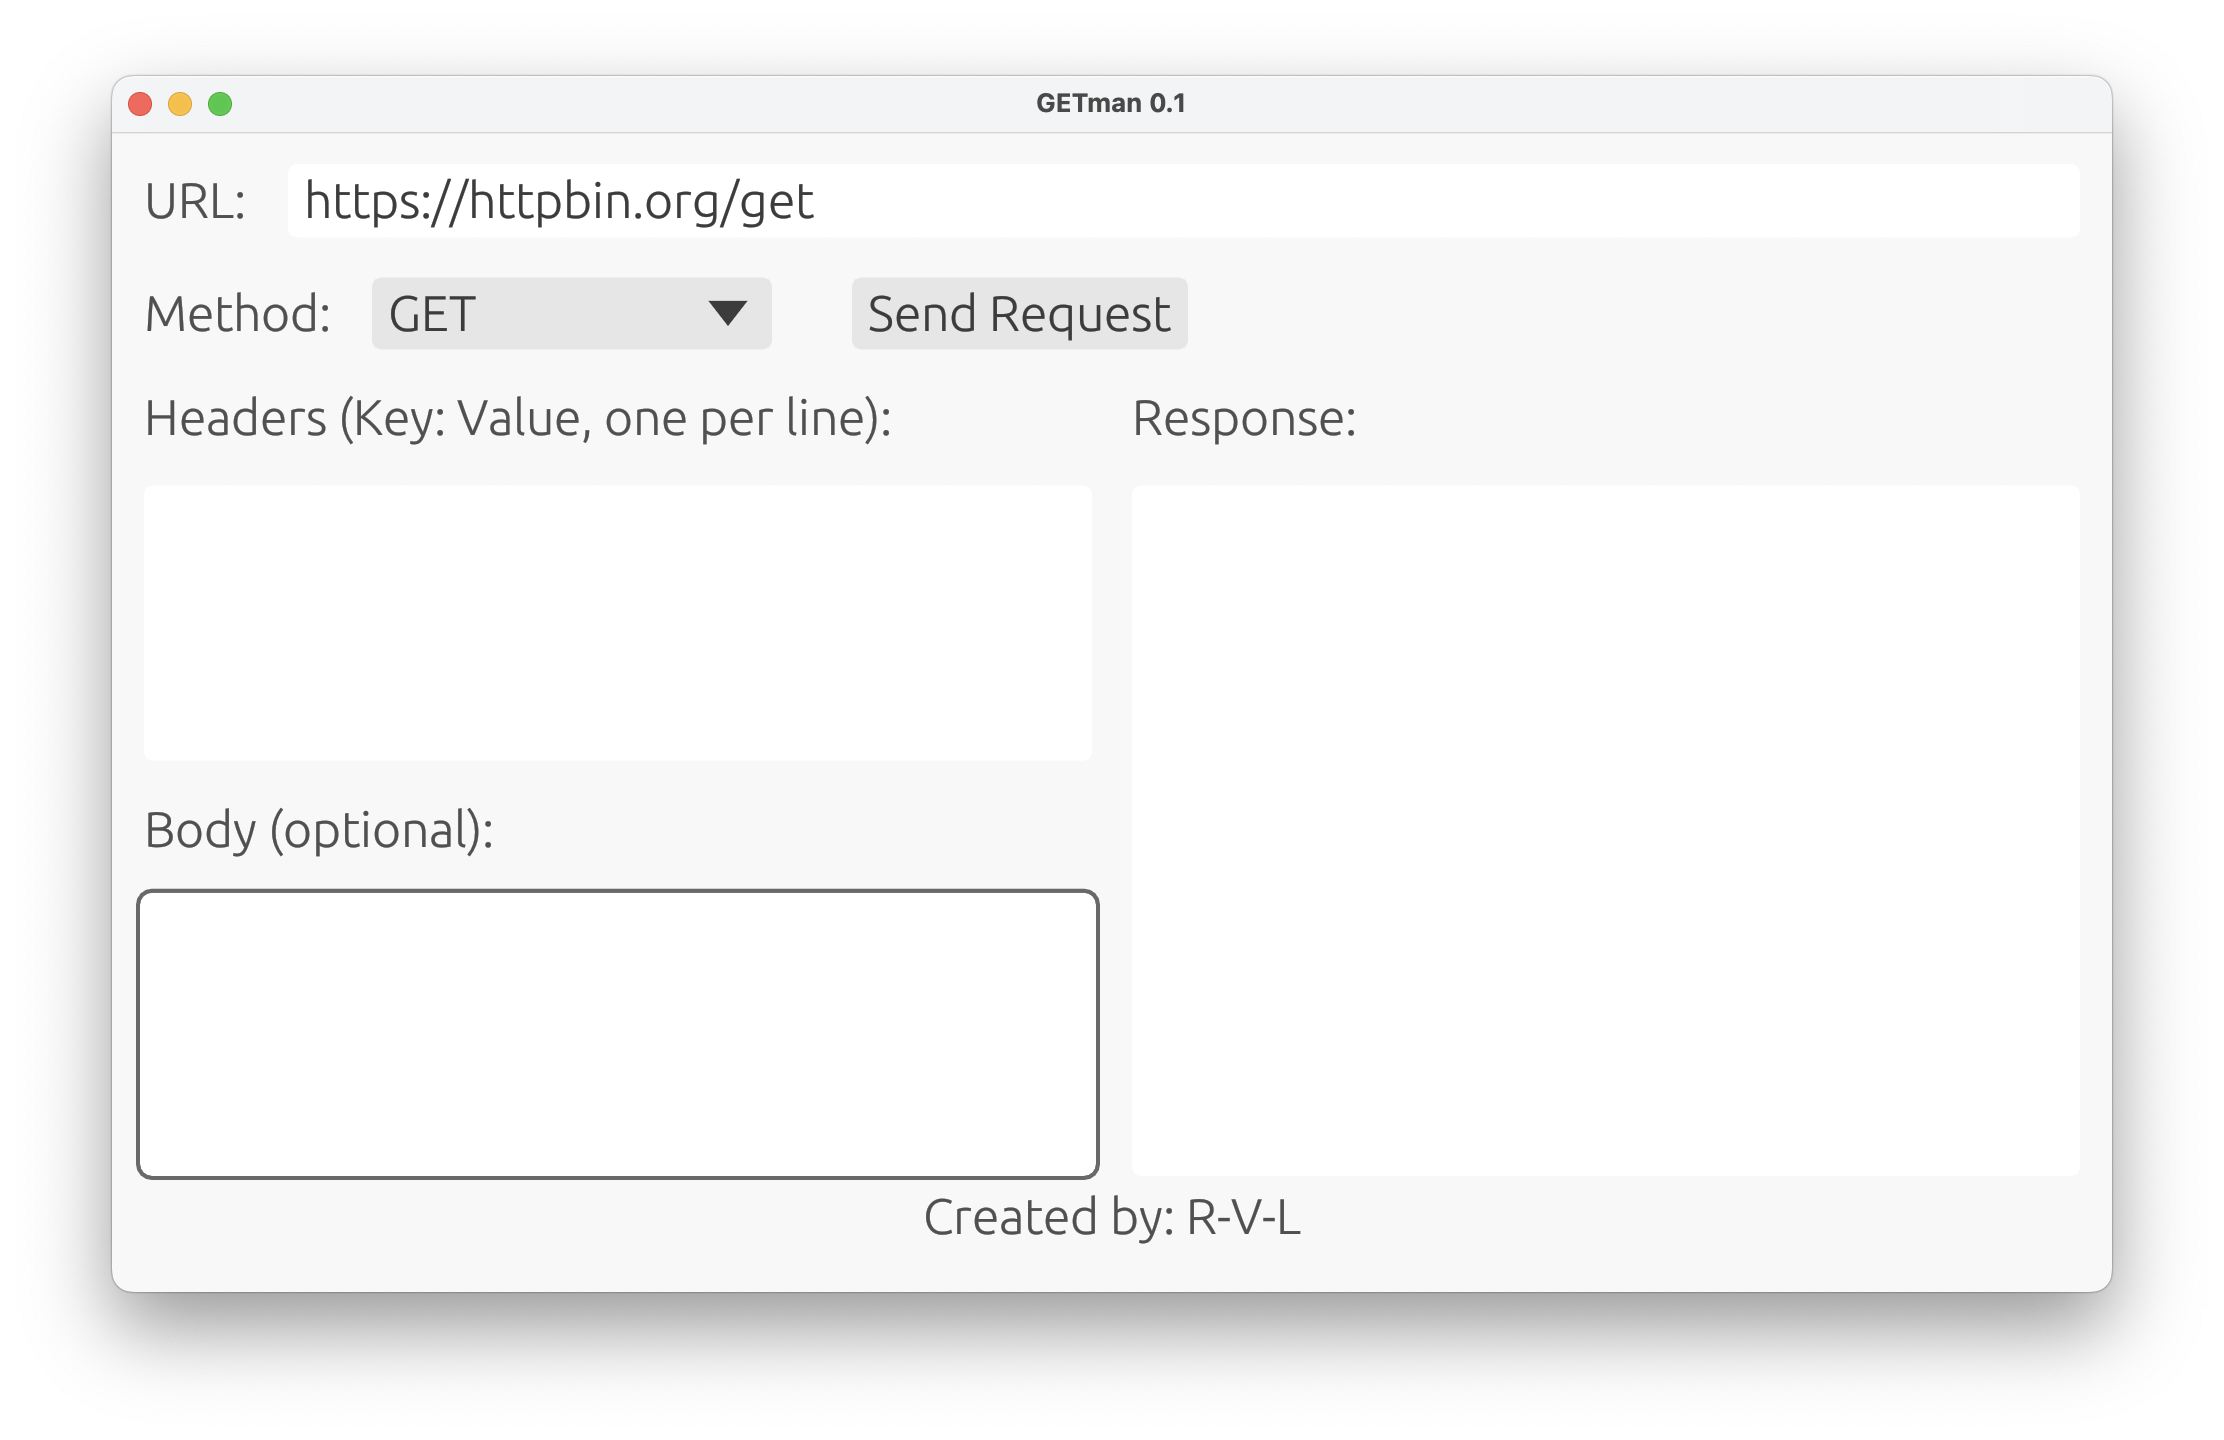 GETman 0.1
URL: https://httpbin.org/get
Method: GET Send Request
Headers (Key: Value, one per line):
Response:
Body (optional):
Created by: R-V-L